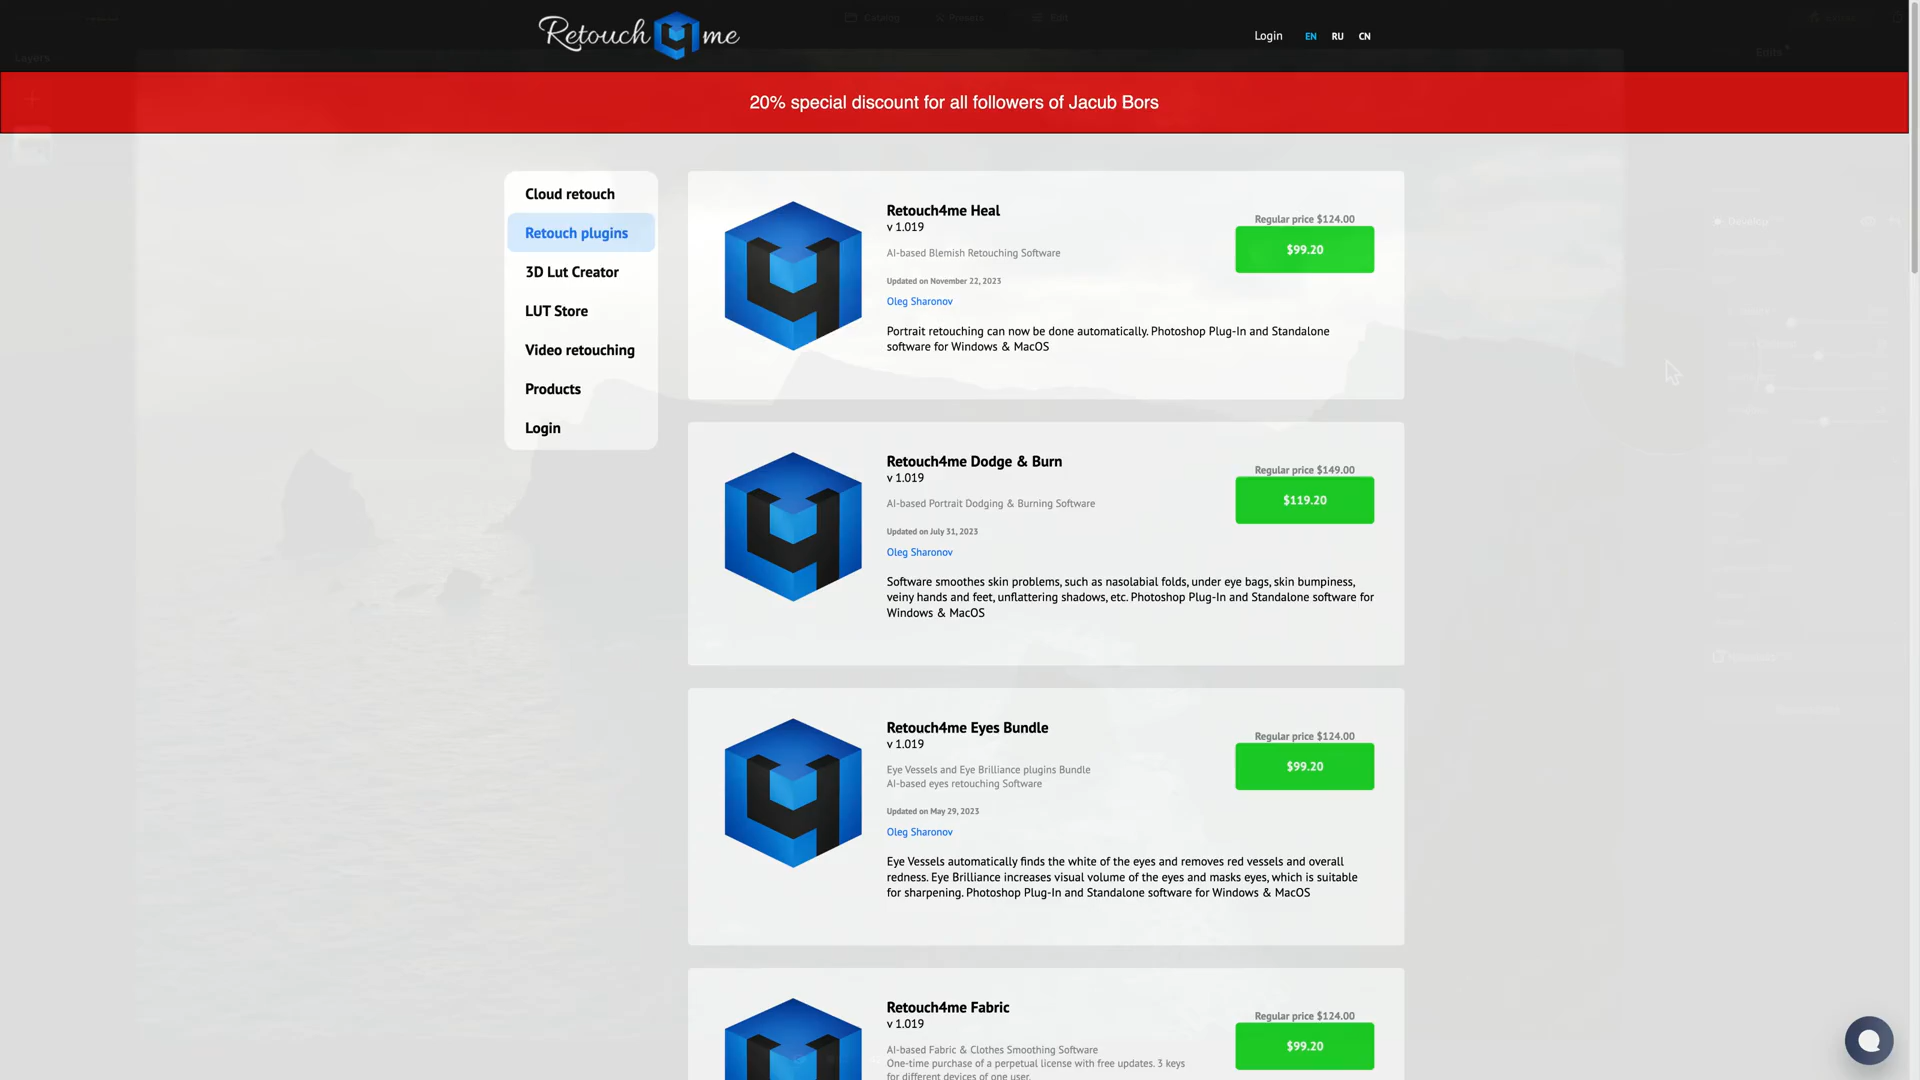 Retouch4me
Login EN RU CN
Layers
Edits
20% special discount for all followers of Jacub Bors
Cloud retouch
Retouch plugins
3D Lut Creator
LUT Store
Video retouching
Products
Login
Retouch4me Heal
v 1.019
AI-based Blemish Retouching Software
Updated on November 22, 2023
Oleg Sharonov
Portrait retouching can now be done automatically. Photoshop Plug-In and Standalone
software for Windows & MacOS
Regular price $124.00
$99.20
Retouch4me Dodge & Burn
v 1.019
AI-based Portrait Dodging & Burning Software
Updated on July 31, 2023
Oleg Sharonov
Software smoothes skin problems, such as nasolabial folds, under eye bags, skin bumpiness,
veiny hands and feet, unflattering shadows, etc. Photoshop Plug-In and Standalone software for
Windows & MacOS
Regular price $149.00
$119.20
Retouch4me Eyes Bundle
v 1.019
Eye Vessels and Eye Brilliance plugins Bundle
AI-based eyes retouching Software
Updated on May 29, 2023
Oleg Sharonov
Eye Vessels automatically finds the white of the eyes and removes red vessels and overall
redness. Eye Brilliance increases visual volume of the eyes and masks eyes, which is suitable
for sharpening. Photoshop Plug-In and Standalone software for Windows & MacOS
Regular price $124.00
$99.20
Retouch4me Fabric
v 1.019
AI-based Fabric & Clothes Smoothing Software
One-time purchase of a perpetual license with free updates. 3 keys
for different devices of one user.
Regular price $124.00
$99.20